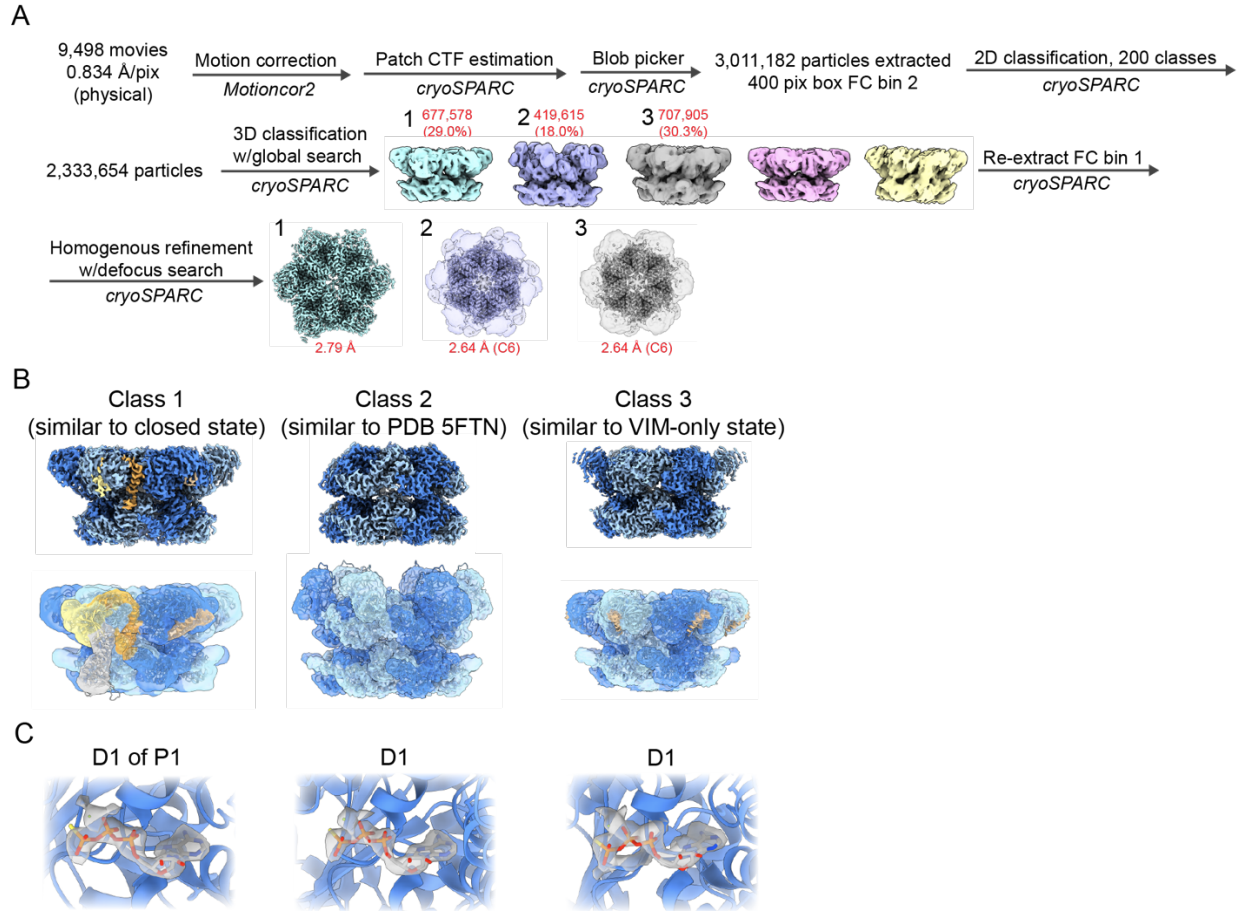 A
9,498 movies
0.834 Å/pix
(physical)
Motion correction
Motioncor2
Patch CTF estimation
cryoSPARC
Blob picker
cryoSPARC
3,011,182 particles extracted
400 pix box FC bin 2
2D classification, 200 classes
cryoSPARC
2,333,654 particles
3D classification
w/global search
cryoSPARC
1 677,578
(29.0%)
2 419,615
(18.0%)
3 707,905
(30.3%)
Re-extract FC bin 1
cryoSPARC
Homogenous refinement
w/defocus search
cryoSPARC
1
2.79 Å
2
2.64 Å (C6)
3
2.64 Å (C6)
B
Class 1
(similar to closed state)
Class 2
(similar to PDB 5FTN)
Class 3
(similar to VIM-only state)
C
D1 of P1
D1
D1